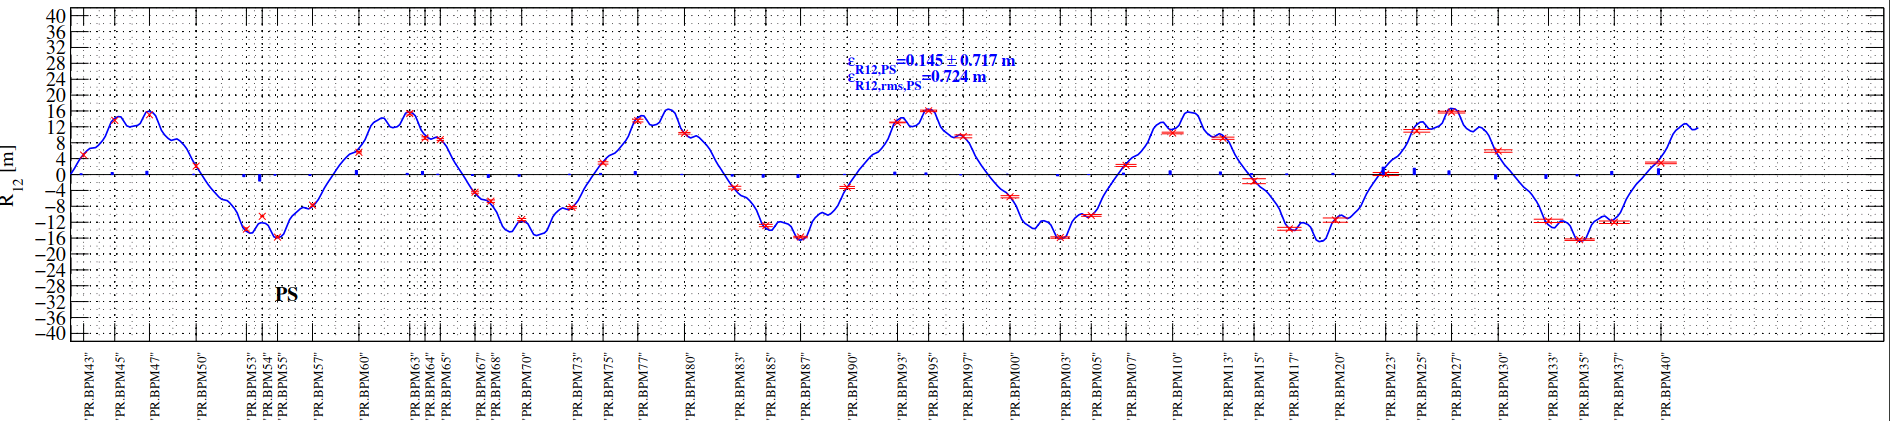 R12 [m]
40
36
32
28
24
20
16
12
8
4
0
−4
−8
−12
−16
−20
−24
−28
−32
−36
−40
εR12,PS=0.145 ± 0.717 m
εR12,rms,PS=0.724 m
PS
"PR.BPM43"
"PR.BPM45"
"PR.BPM47"
"PR.BPM50"
"PR.BPM53"
"PR.BPM54"
"PR.BPM55"
"PR.BPM57"
"PR.BPM60"
"PR.BPM63"
"PR.BPM64"
"PR.BPM65"
"PR.BPM67"
"PR.BPM68"
"PR.BPM70"
"PR.BPM73"
"PR.BPM75"
"PR.BPM77"
"PR.BPM80"
"PR.BPM83"
"PR.BPM85"
"PR.BPM87"
"PR.BPM90"
"PR.BPM93"
"PR.BPM95"
"PR.BPM97"
"PR.BPM00"
"PR.BPM03"
"PR.BPM05"
"PR.BPM07"
"PR.BPM10"
"PR.BPM13"
"PR.BPM15"
"PR.BPM17"
"PR.BPM20"
"PR.BPM23"
"PR.BPM25"
"PR.BPM27"
"PR.BPM30"
"PR.BPM33"
"PR.BPM35"
"PR.BPM37"
"PR.BPM40"